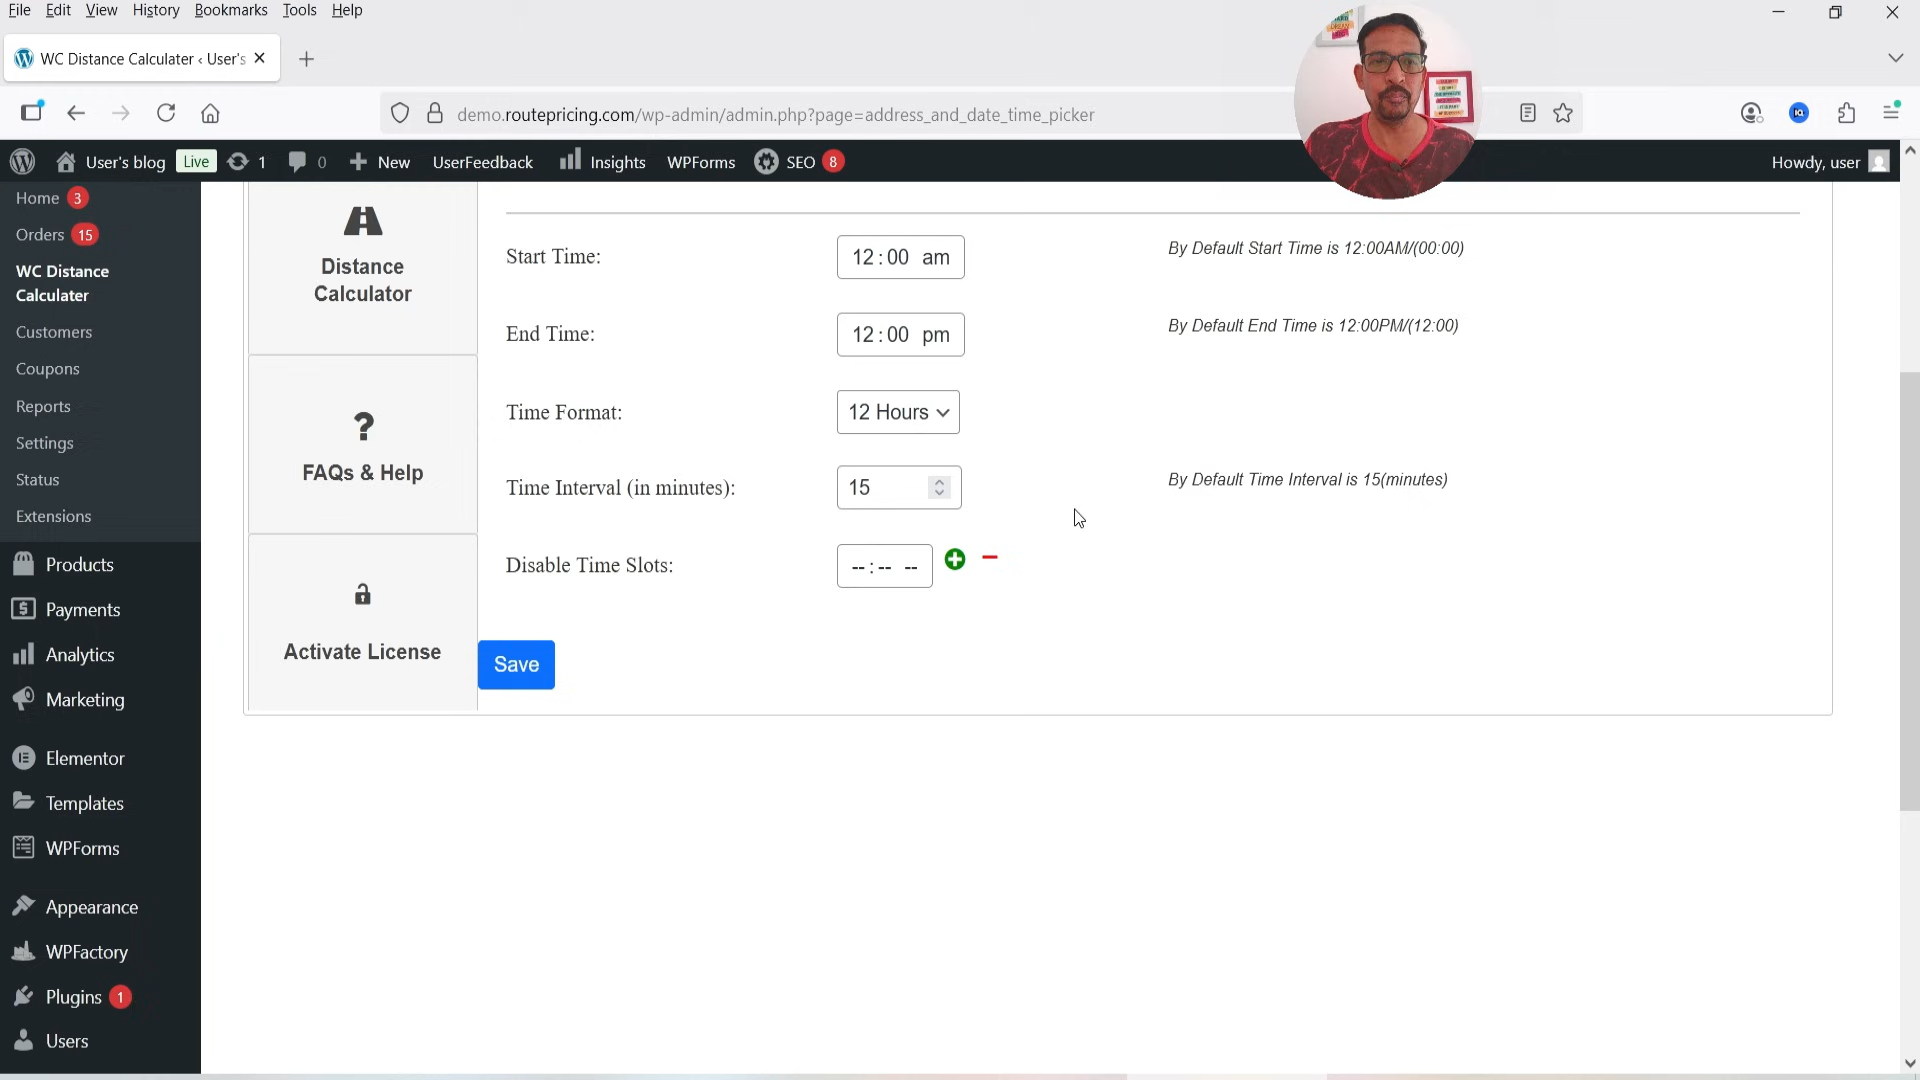 File Edit View History Bookmarks Tools Help
WC Distance Calculater ‹ User's
demo.routepricing.com/wp-admin/admin.php?page=address_and_date_time_picker
User's blog Live 1 0 New UserFeedback Insights WPForms SEO 8 Howdy, user
Home 3
Orders 15
WC Distance
Calculater
Customers
Coupons
Reports
Settings
Status
Extensions
Products
Payments
Analytics
Marketing
Elementor
Templates
WPForms
Appearance
WPFactory
Plugins 1
Users
Distance
Calculator
FAQs & Help
Activate License
Start Time: 12:00 am By Default Start Time is 12:00AM/(00:00)
End Time: 12:00 pm By Default End Time is 12:00PM/(12:00)
Time Format: 12 Hours
Time Interval (in minutes): 15 By Default Time Interval is 15(minutes)
Disable Time Slots: --:-- --
Save